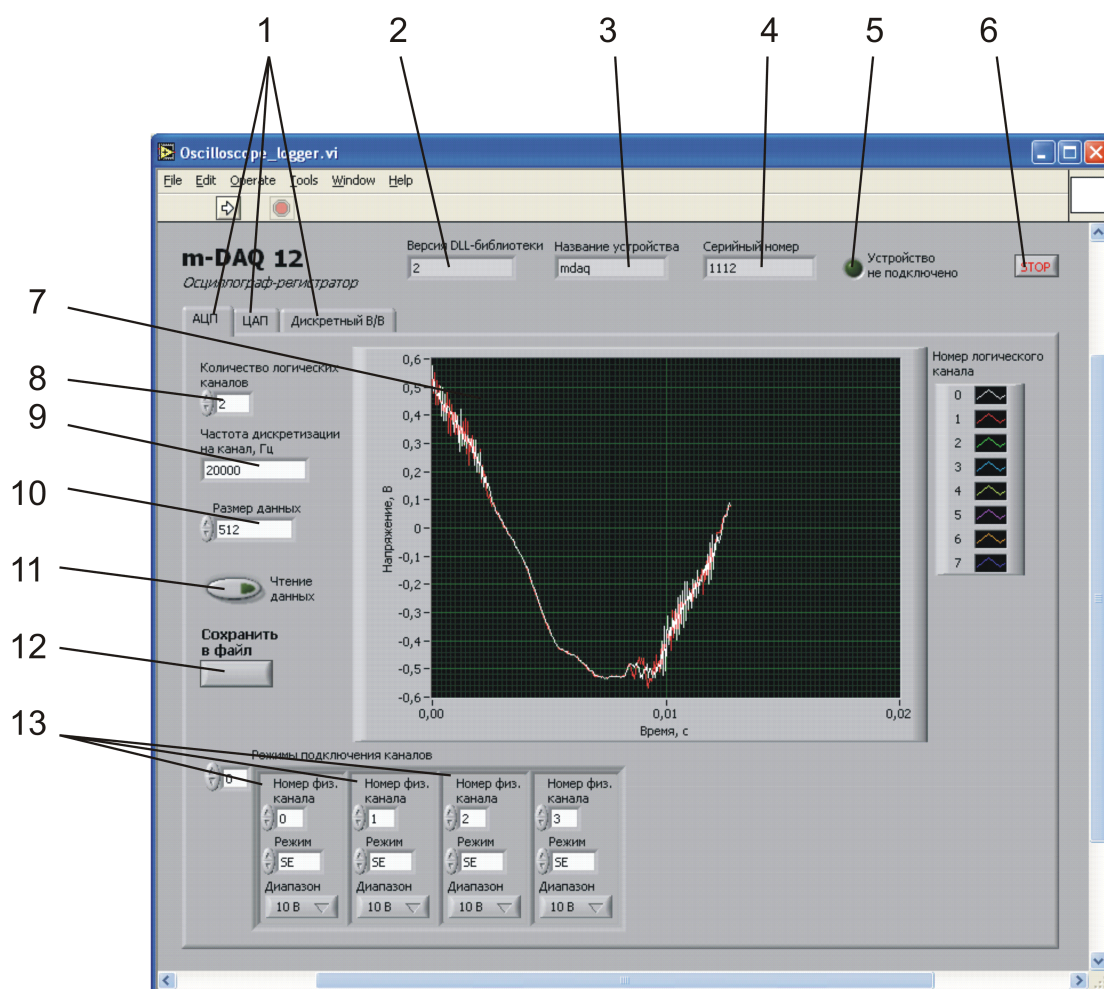 1 2 3 4 5 6
Oscilloscope_logger.vi
File Edit Operate Tools Window Help
m-DAQ 12
Осциллограф-регистратор
Версия DLL-библиотеки
2
Название устройства
mdaq
Серийный номер
1112
Устройство
не подключено
STOP
АЦП ЦАП Дискретный В/В
7
8
9
10
11
12
13
Количество логических
каналов
2
Частота дискретизации
на канал, Гц
20000
Размер данных
512
Чтение
данных
Сохранить
в файл
Напряжение, В
0,6
0,5
0,4
0,3
0,2
0,1
0
-0,1
-0,2
-0,3
-0,4
-0,5
-0,6
0,00 0,01 0,02
Время, с
Номер логического
канала
0
1
2
3
4
5
6
7
Режимы подключения каналов
0
Номер физ.
канала
0
Режим
SE
Диапазон
10 В
Номер физ.
канала
1
Режим
SE
Диапазон
10 В
Номер физ.
канала
2
Режим
SE
Диапазон
10 В
Номер физ.
канала
3
Режим
SE
Диапазон
10 В